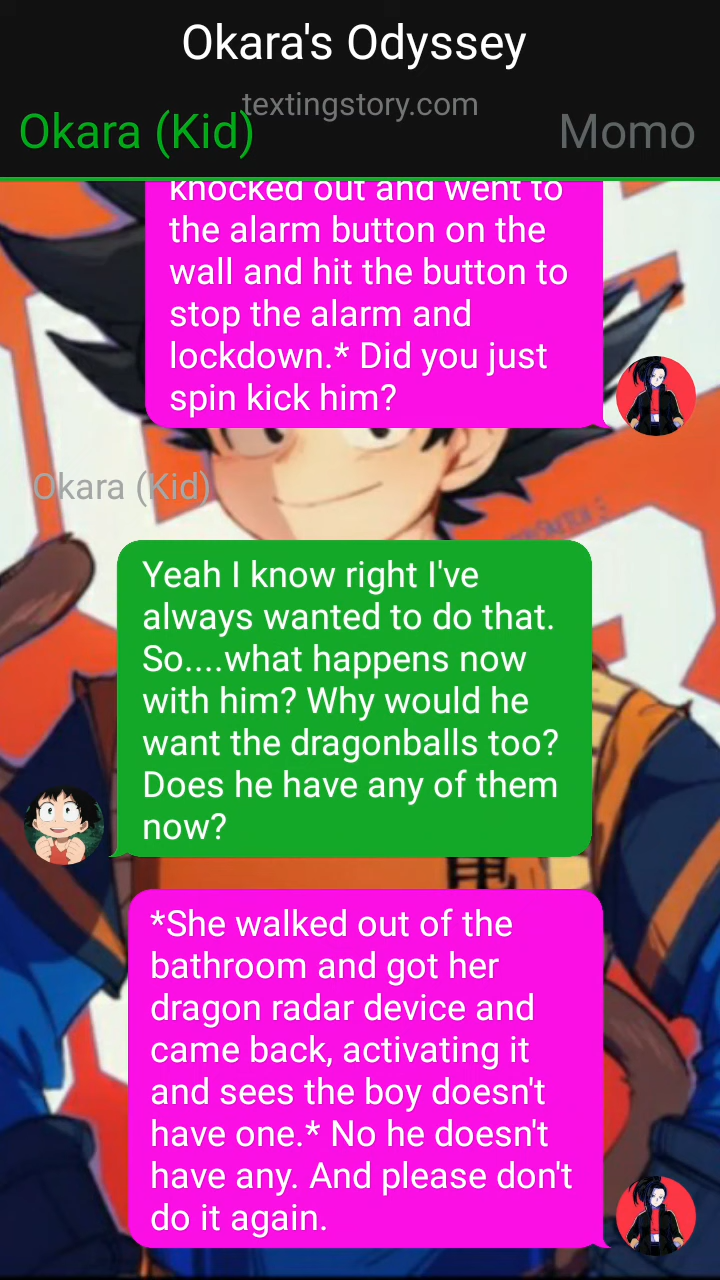 Okara's Odyssey
textingstory.com
Okara (Kid)
Momo
knocked out and went to
the alarm button on the
wall and hit the button to
stop the alarm and
lockdown.* Did you just
spin kick him?
Okara (Kid)
Yeah I know right I've
always wanted to do that.
So....what happens now
with him? Why would he
want the dragonballs too?
Does he have any of them
now?
*She walked out of the
bathroom and got her
dragon radar device and
came back, activating it
and sees the boy doesn't
have one.* No he doesn't
have any. And please don't
do it again.